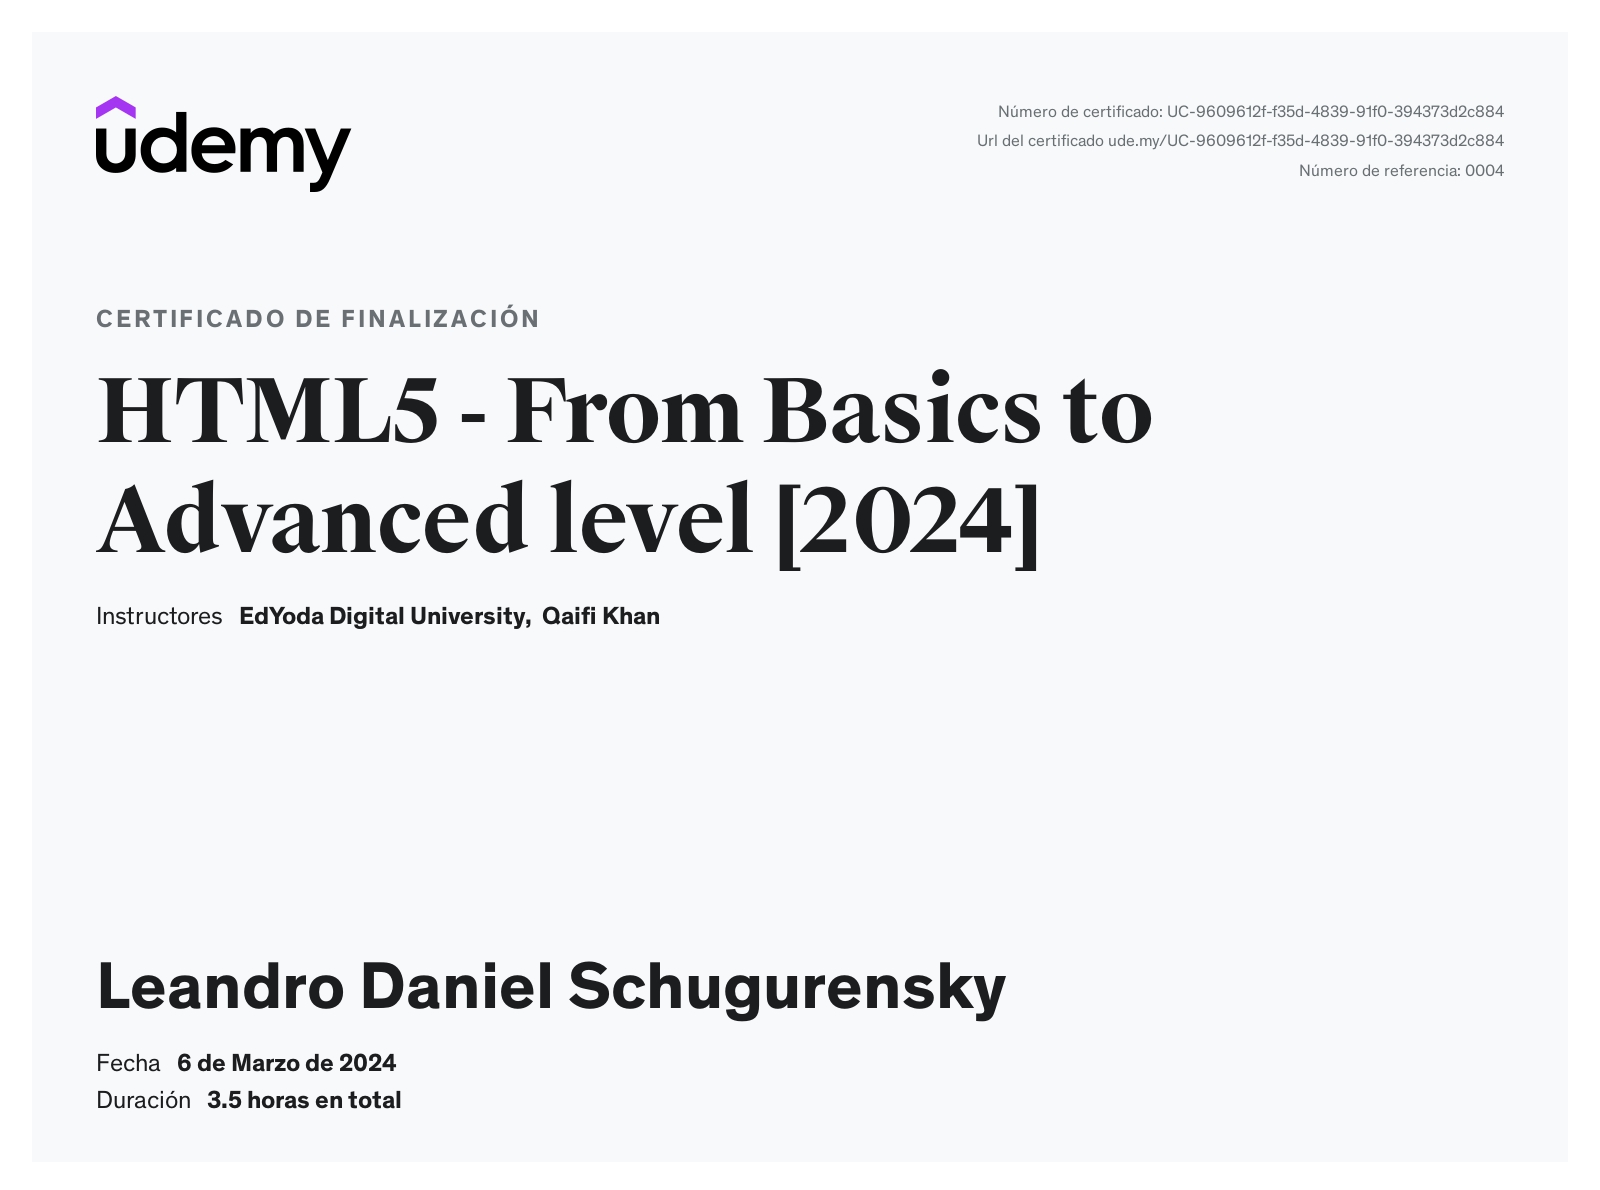 udemy
Número de certificado: UC-9609612f-f35d-4839-91f0-394373d2c884
Url del certificado ude.my/UC-9609612f-f35d-4839-91f0-394373d2c884
Número de referencia: 0004
CERTIFICADO DE FINALIZACIÓN
HTML5 - From Basics to
Advanced level [2024]
Instructores EdYoda Digital University, Qaifi Khan
Leandro Daniel Schugurensky
Fecha 6 de Marzo de 2024
Duración 3.5 horas en total